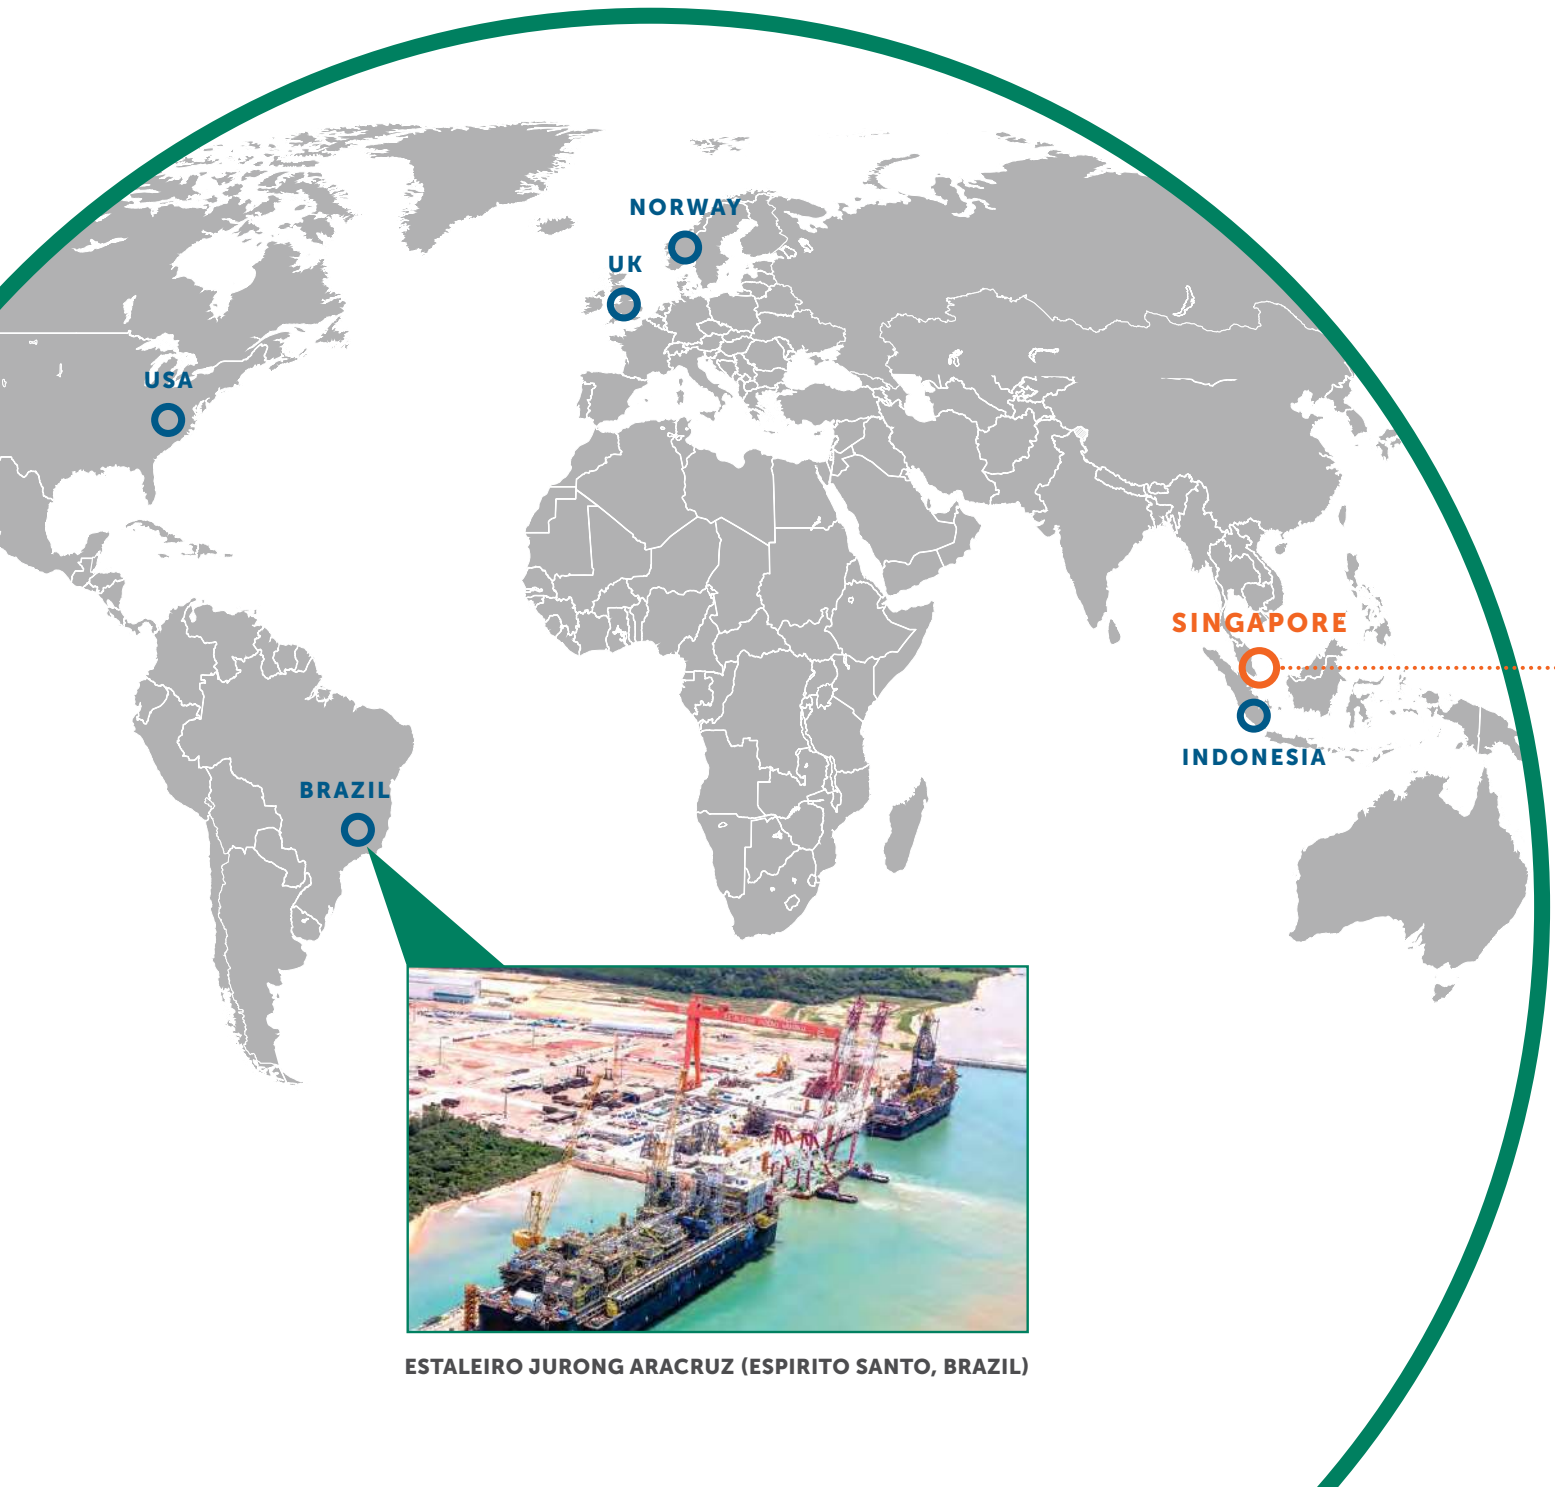 NORWAY
UK
USA
SINGAPORE
INDONESIA
BRAZIL
ESTALEIRO JURONG ARACRUZ (ESPIRITO SANTO, BRAZIL)